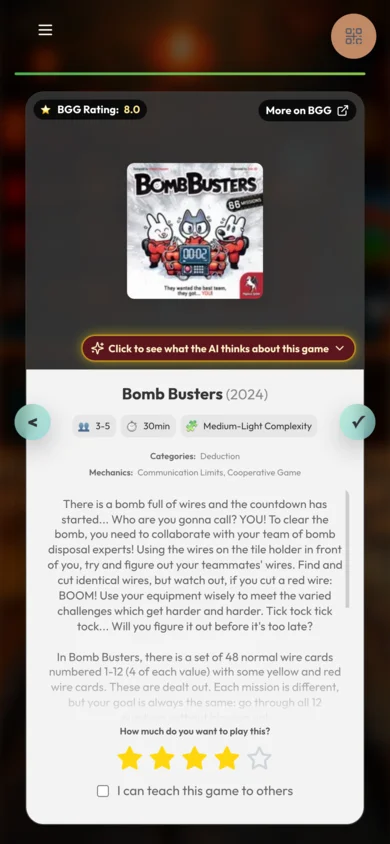 BGG Rating: 8.0
More on BGG
BOMBBUSTERS
66 MISSIONS
00:02
They wanted the best team,
they got... YOU!
Click to see what the AI thinks about this game
Bomb Busters (2024)
3-5
30min
Medium-Light Complexity
Categories: Deduction
Mechanics: Communication Limits, Cooperative Game
<
✓
There is a bomb full of wires and the countdown has
started... Who are you gonna call? YOU! To clear the
bomb, you need to collaborate with your team of bomb
disposal experts! Using the wires on the tile holder in front
of you, try and figure out your teammates' wires. Find and
cut identical wires, but watch out, if you cut a red wire:
BOOM! Use your equipment wisely to meet the varied
challenges which get harder and harder. Tick tock tick
tock... Will you figure it out before it's too late?
In Bomb Busters, there is a set of 48 normal wire cards
numbered 1-12 (4 of each value) with some yellow and red
wire cards. These are dealt out. Each mission is different,
but your goal is always the same: go through all 12
How much do you want to play this?
I can teach this game to others